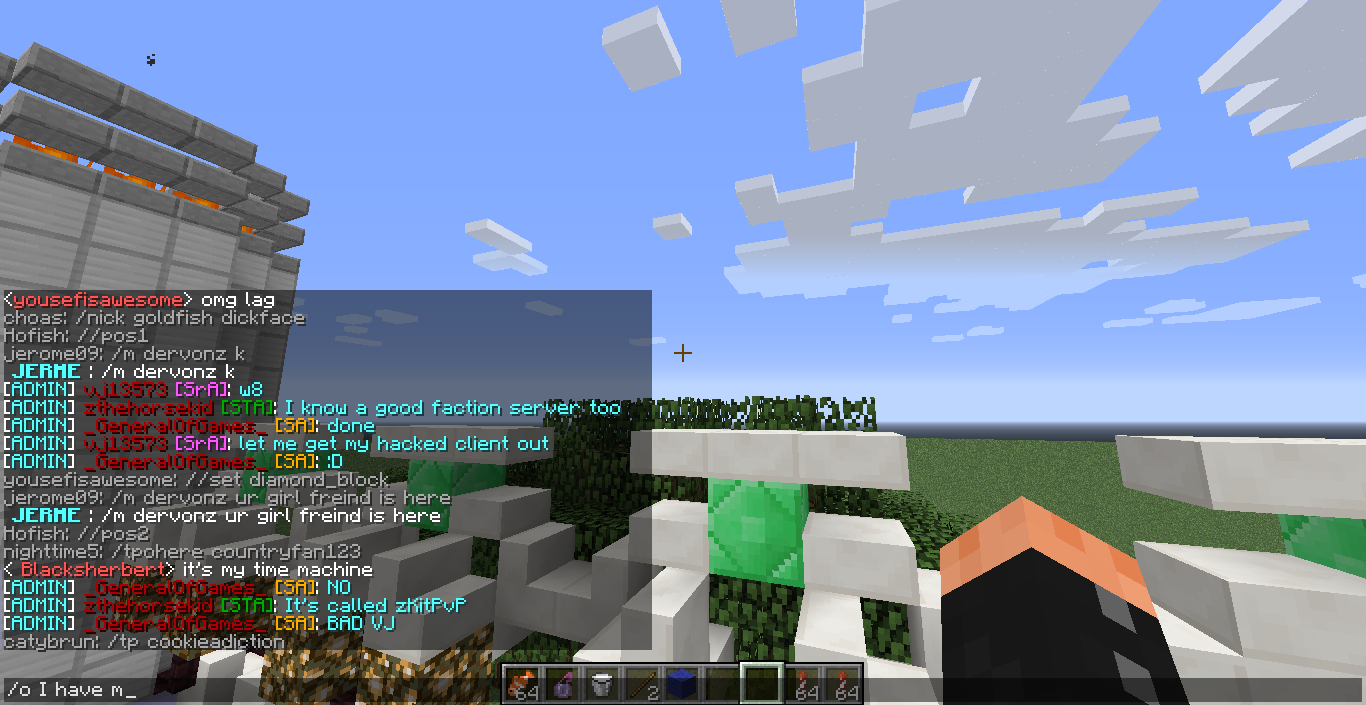 <yousefisawesome> omg lag
choas: /nick goldfish dickface
Hofish: //pos1
jerome09: /m dervonz k
JERME : /m dervonz k
[ADMIN] vj13573 [SrA]: w8
[ADMIN] zthehorsekid [STA]: I know a good faction server too
[ADMIN] _GeneralOfGames_ [SA]: done
[ADMIN] vj13573 [SrA]: let me get my hacked client out
[ADMIN] _GeneralOfGames_ [SA]: :D
yousefisawesome: //set diamond_block
jerome09: /m dervonz ur girl freind is here
JERME : /m dervonz ur girl freind is here
Hofish: //pos2
nighttime5: /tpohere countryfan123
< Blacksherbert> it's my time machine
[ADMIN] _GeneralOfGames_ [SA]: NO
[ADMIN] zthehorsekid [STA]: It's called zKitPvP
[ADMIN] _GeneralOfGames_ [SA]: BAD VJ
catybrun: /tp cookieadiction
/o I have m_
64 2 64 64